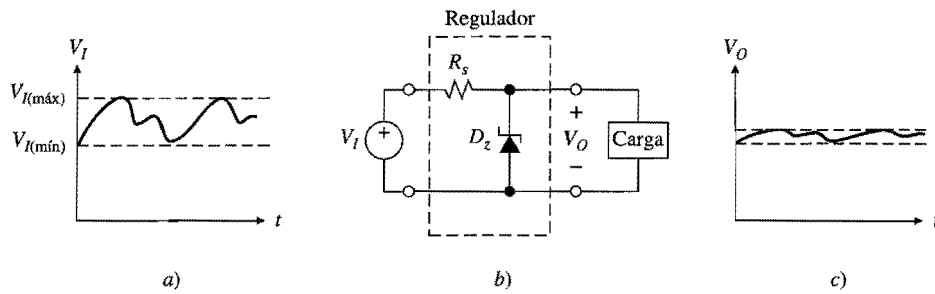 Regulador
V_I
V_I(máx)
V_I(mín)
t
a)
R_s
V_I
+
D_z
+
V_O
−
Carga
b)
V_O
t
c)